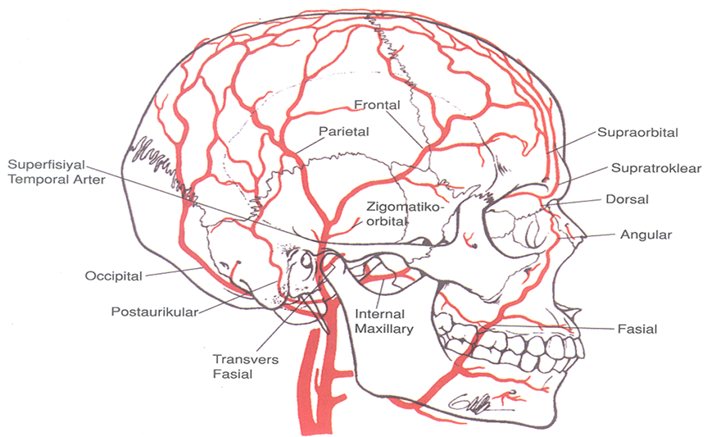 Frontal
Parietal
Supraorbital
Superfisiyal
Temporal Arter
Supratroklear
Dorsal
Zigomatiko-
orbital
Angular
Occipital
Postaurikular
Internal
Maxillary
Fasial
Transvers
Fasial